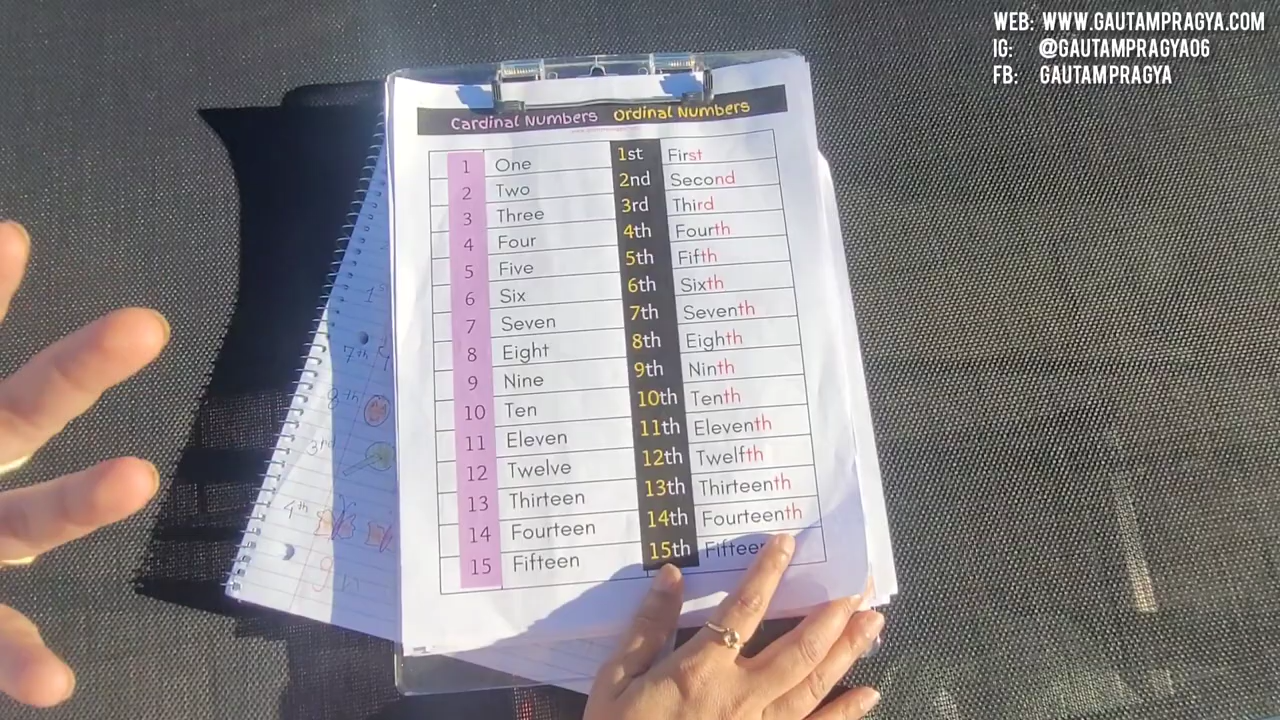 WEB: WWW.GAUTAMPRAGYA.COM
IG: @GAUTAMPRAGYA06
FB: GAUTAMPRAGYA
Cardinal Numbers Ordinal Numbers
1 One 1st First
2 Two 2nd Second
3 Three 3rd Third
4 Four 4th Fourth
5 Five 5th Fifth
6 Six 6th Sixth
7 Seven 7th Seventh
8 Eight 8th Eighth
9 Nine 9th Ninth
10 Ten 10th Tenth
11 Eleven 11th Eleventh
12 Twelve 12th Twelfth
13 Thirteen 13th Thirteenth
14 Fourteen 14th Fourteenth
15 Fifteen 15th
7th
8th
3rd
4th